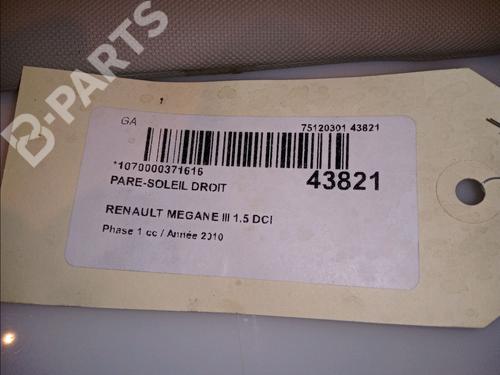 B-PARTS
1
GA
75120301 43821
*1070000371616
PARE-SOLEIL DROIT
43821
RENAULT MEGANE III 1.5 DCI
Phase 1 cc / Année 2010